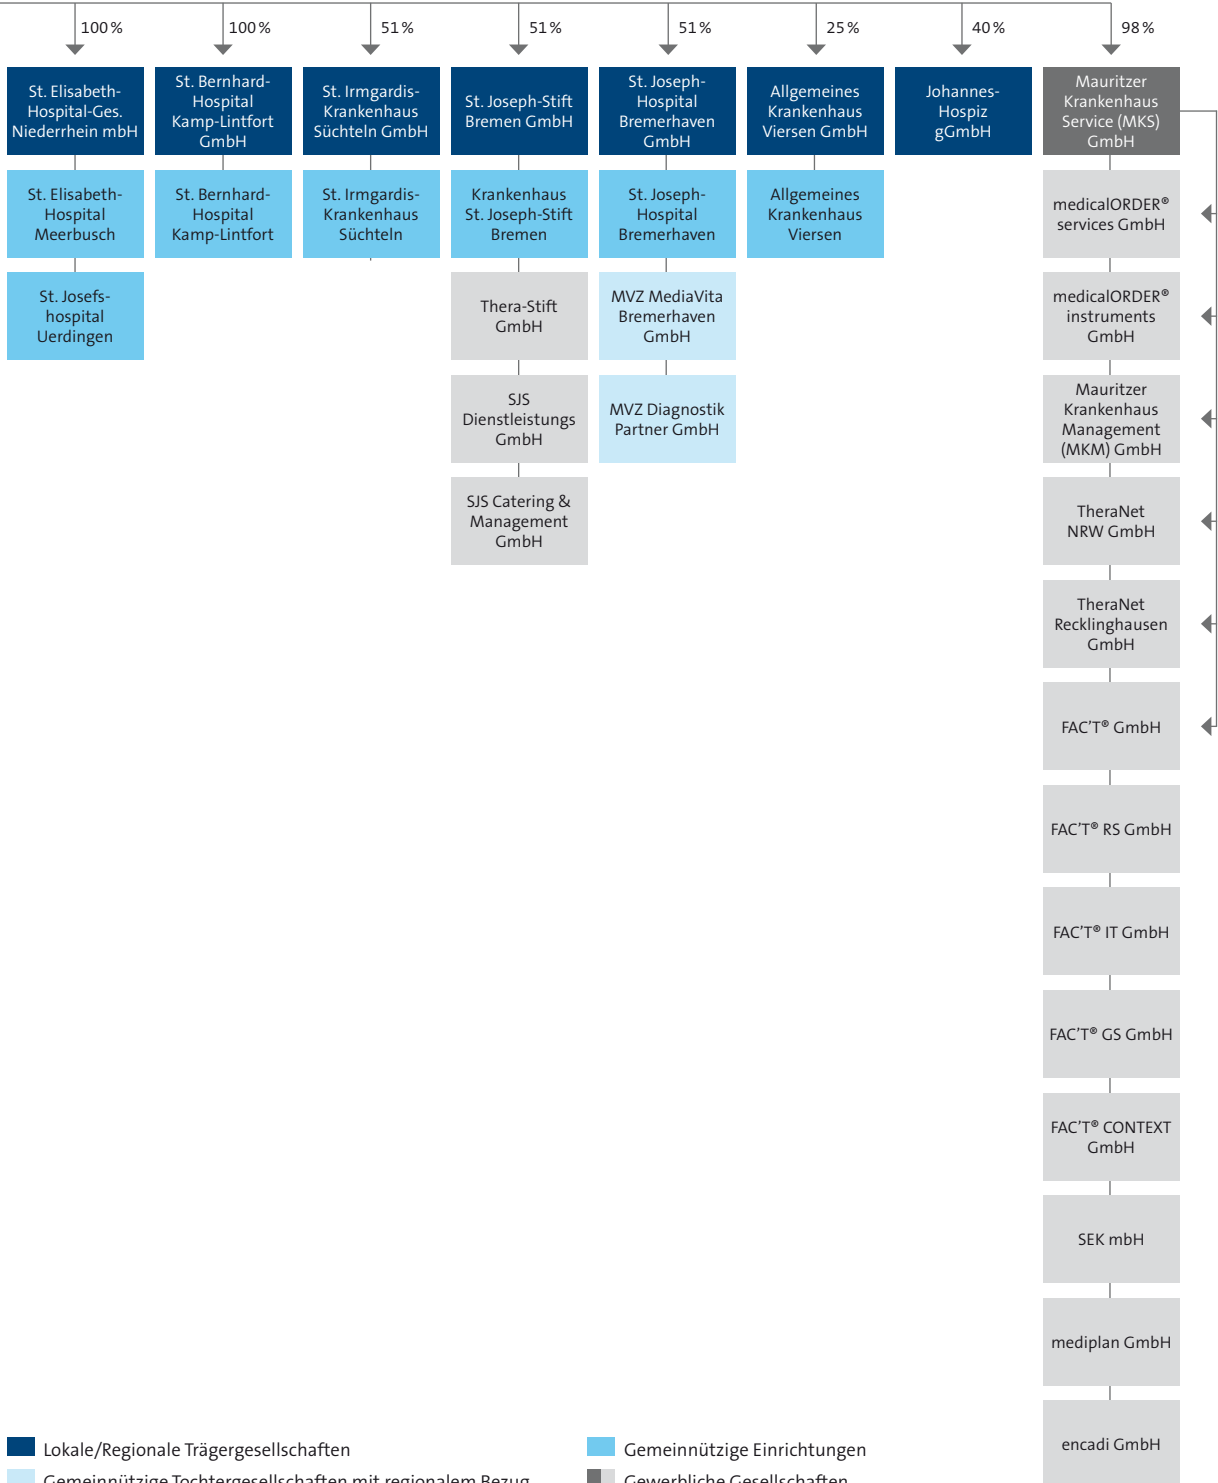 100 %
100 %
51 %
51 %
51 %
25 %
40 %
98 %
St. Elisabeth-
Hospital-Ges.
Niederrhein mbH
St. Bernhard-
Hospital
Kamp-Lintfort
GmbH
St. Irmgardis-
Krankenhaus
Süchteln GmbH
St. Joseph-Stift
Bremen GmbH
St. Joseph-
Hospital
Bremerhaven
GmbH
Allgemeines
Krankenhaus
Viersen GmbH
Johannes-
Hospiz
gGmbH
Mauritzer
Krankenhaus
Service (MKS)
GmbH
St. Elisabeth-
Hospital
Meerbusch
St. Bernhard-
Hospital
Kamp-Lintfort
St. Irmgardis-
Krankenhaus
Süchteln
Krankenhaus
St. Joseph-Stift
Bremen
St. Joseph-
Hospital
Bremerhaven
Allgemeines
Krankenhaus
Viersen
medicalORDER®
services GmbH
St. Josefs-
hospital
Uerdingen
Thera-Stift
GmbH
MVZ MediaVita
Bremerhaven
GmbH
medicalORDER®
instruments
GmbH
SJS
Dienstleistungs
GmbH
MVZ Diagnostik
Partner GmbH
Mauritzer
Krankenhaus
Management
(MKM) GmbH
SJS Catering &
Management
GmbH
TheraNet
NRW GmbH
TheraNet
Recklinghausen
GmbH
FAC'T® GmbH
FAC'T® RS GmbH
FAC'T® IT GmbH
FAC'T® GS GmbH
FAC'T® CONTEXT
GmbH
SEK mbH
mediplan GmbH
encadi GmbH
Lokale/Regionale Trägergesellschaften
Gemeinnützige Einrichtungen
Gemeinnützige Tochtergesellschaften mit regionalem Bezug
Gewerbliche Gesellschaften